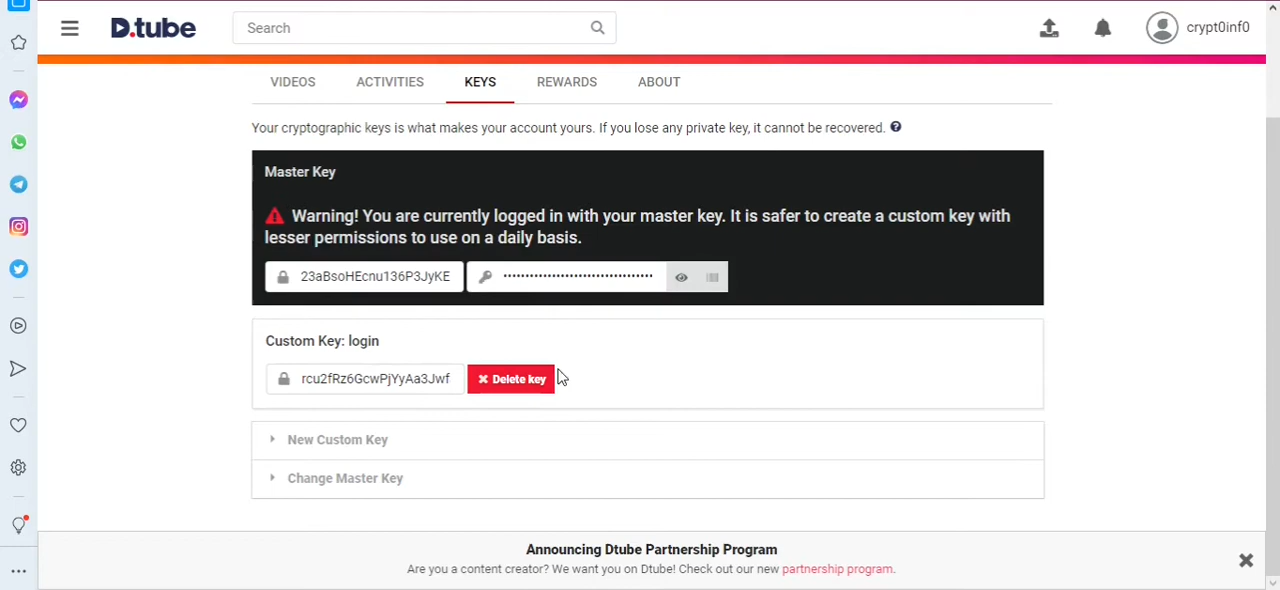 D.tube
Search
crypt0inf0
VIDEOS ACTIVITIES KEYS REWARDS ABOUT
Your cryptographic keys is what makes your account yours. If you lose any private key, it cannot be recovered.
Master Key
Warning! You are currently logged in with your master key. It is safer to create a custom key with
lesser permissions to use on a daily basis.
23aBsoHEcnu136P3JyKE
Custom Key: login
rcu2fRz6GcwPjYyAa3Jwf
Delete key
New Custom Key
Change Master Key
Announcing Dtube Partnership Program
Are you a content creator? We want you on Dtube! Check out our new partnership program.